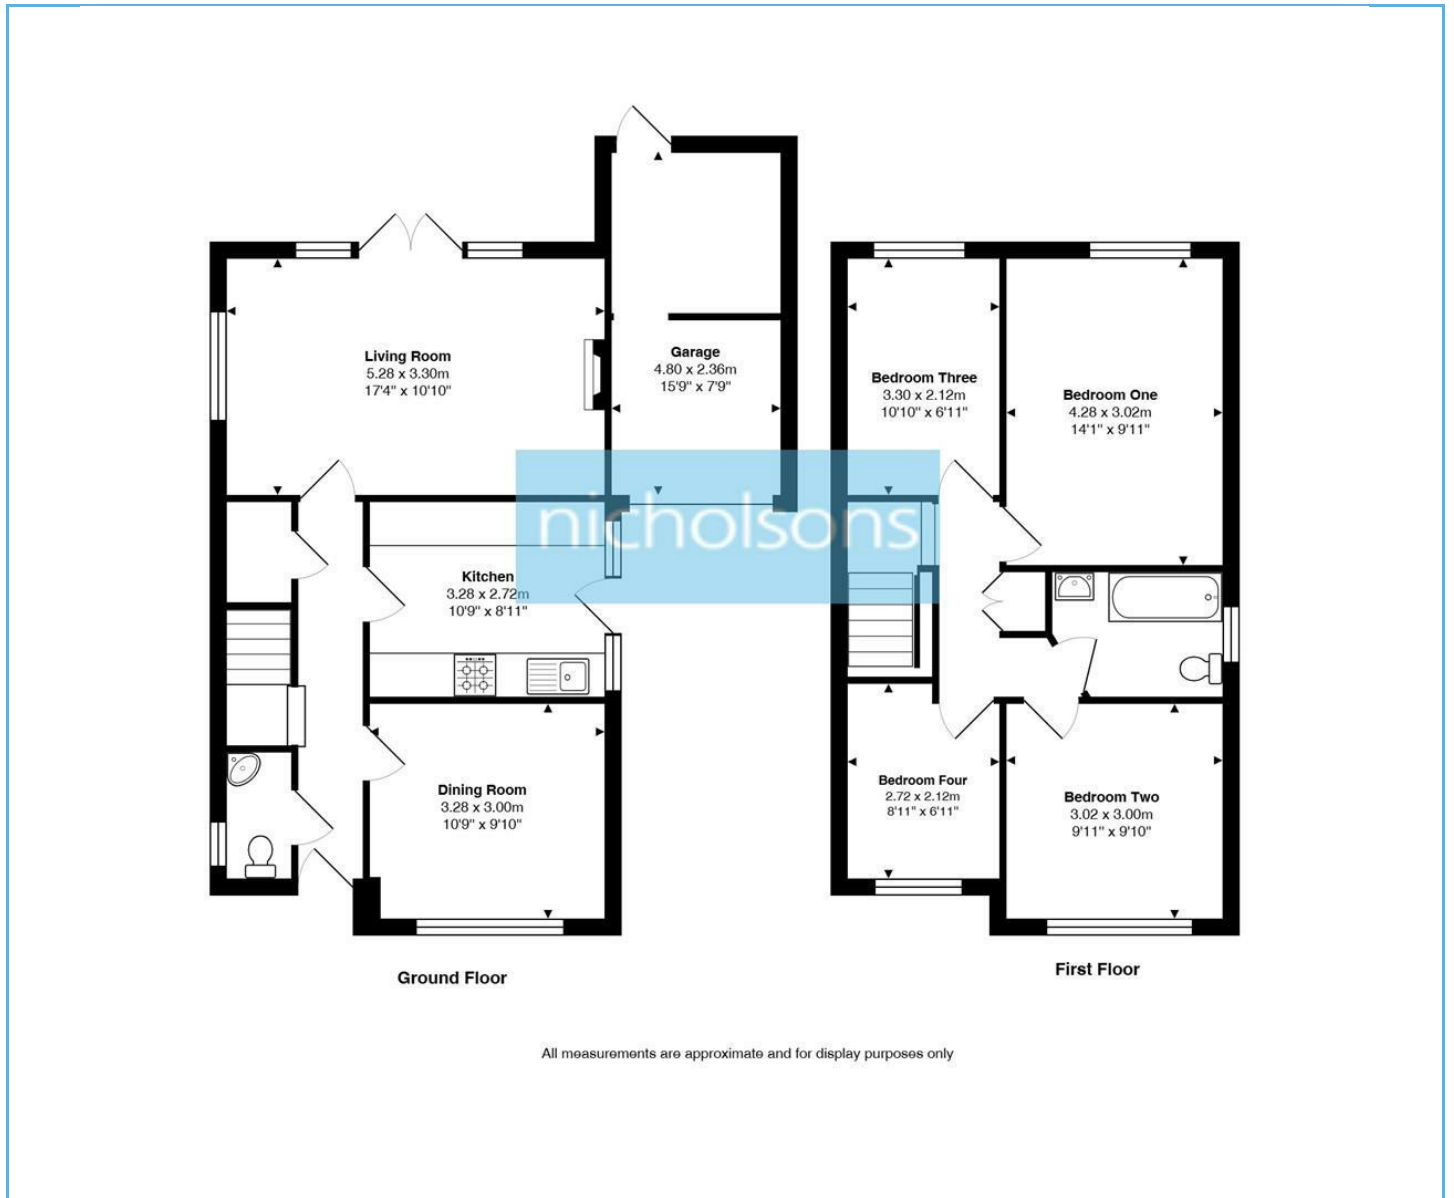 Living Room
5.28 x 3.30m
17'4" x 10'10"
Garage
4.80 x 2.36m
15'9" x 7'9"
Bedroom Three
3.30 x 2.12m
10'10" x 6'11"
Bedroom One
4.28 x 3.02m
14'1" x 9'11"
nicholsons
Kitchen
3.28 x 2.72m
10'9" x 8'11"
Dining Room
3.28 x 3.00m
10'9" x 9'10"
Bedroom Four
2.72 x 2.12m
8'11" x 6'11"
Bedroom Two
3.02 x 3.00m
9'11" x 9'10"
Ground Floor
First Floor
All measurements are approximate and for display purposes only